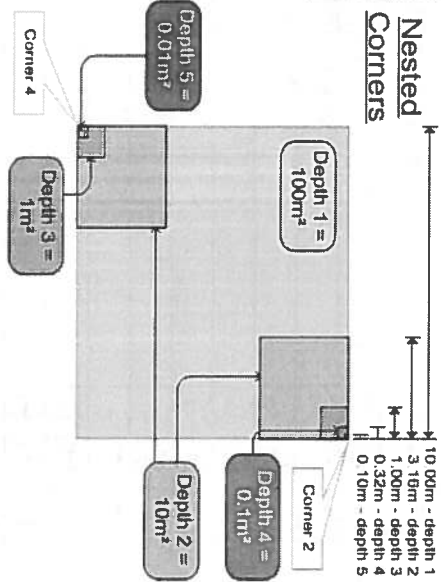 Nested
Corners
10.00m - depth 1
3.16m - depth 2
1.00m - depth 3
0.32m - depth 4
0.10m - depth 5
Depth 1 =
100m²
Corner 2
Depth 4 =
0.1m²
Depth 2 =
10m²
Depth 5 =
0.01m²
Corner 4
Depth 3 =
1m²